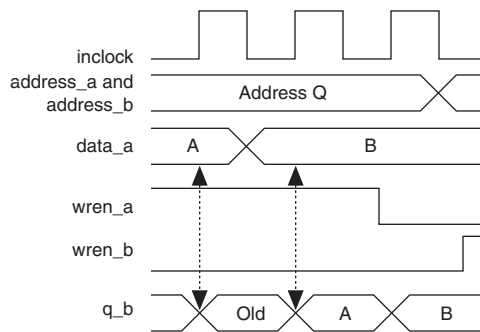 inclock
address_a and
address_b
Address Q
data_a
A
B
wren_a
wren_b
q_b
Old
A
B